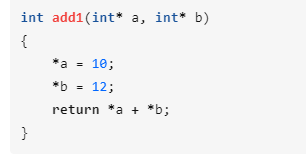 int add1(int* a, int* b)
{
    *a = 10;
    *b = 12;
    return *a + *b;
}